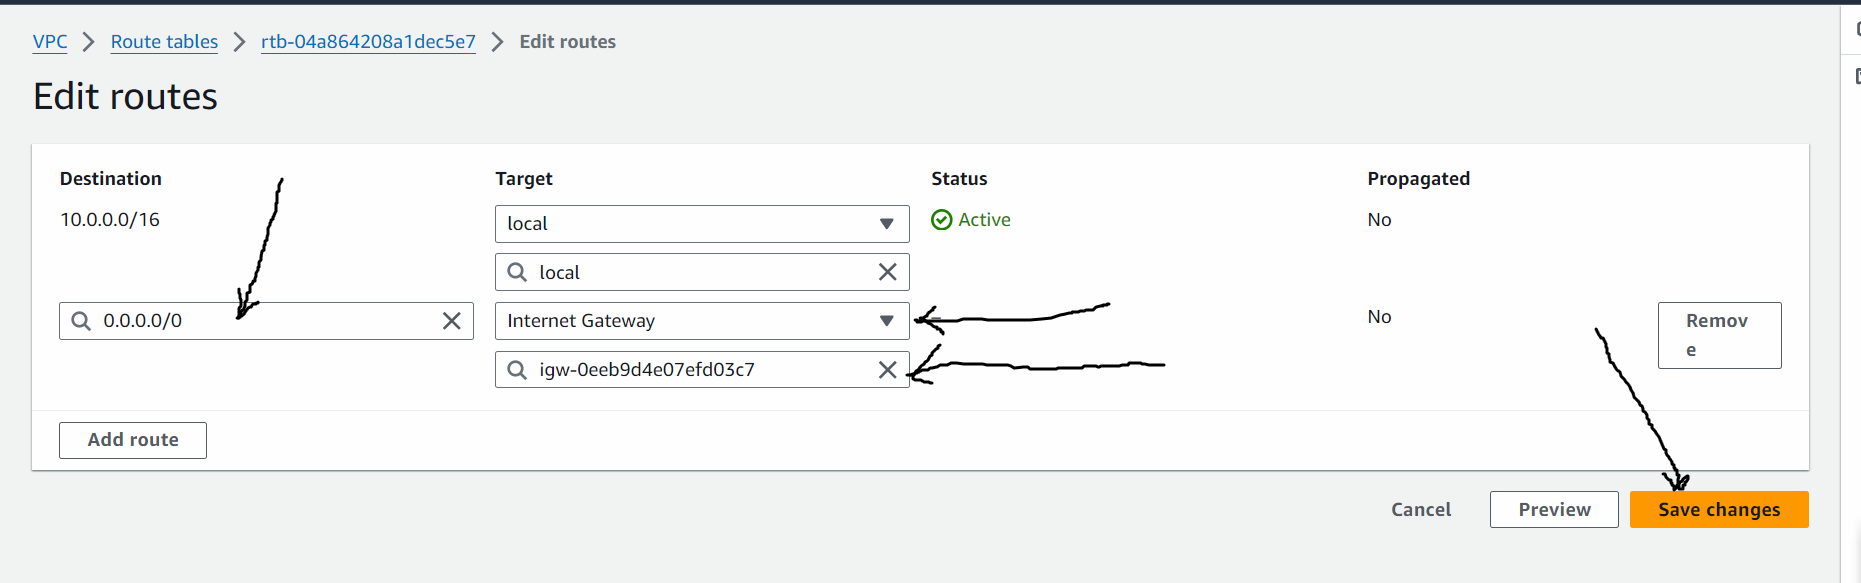 VPC > Route tables > rtb-04a864208a1dec5e7 > Edit routes
Edit routes
Destination Target Status Propagated
10.0.0.0/16 local Active No
local
0.0.0.0/0 Internet Gateway – No Remov
e
igw-0eeb9d4e07efd03c7
Add route
Cancel Preview Save changes